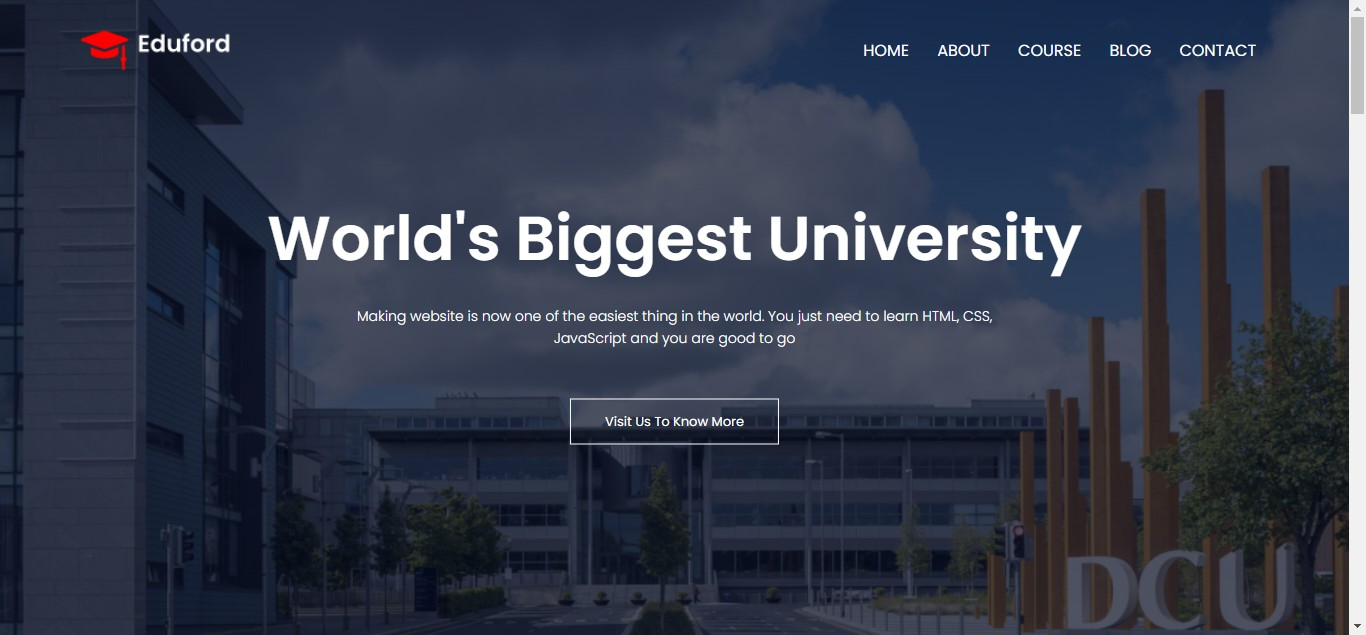 Eduford
HOME ABOUT COURSE BLOG CONTACT
World's Biggest University
Making website is now one of the easiest thing in the world. You just need to learn HTML, CSS,
JavaScript and you are good to go
Visit Us To Know More
DCU